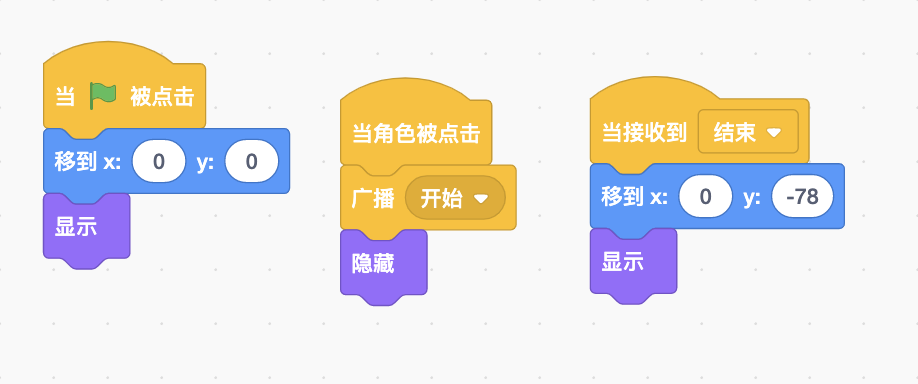 当 被点击
移到 x: 0 y: 0
显示
当角色被点击
广播 开始
隐藏
当接收到 结束
移到 x: 0 y: -78
显示